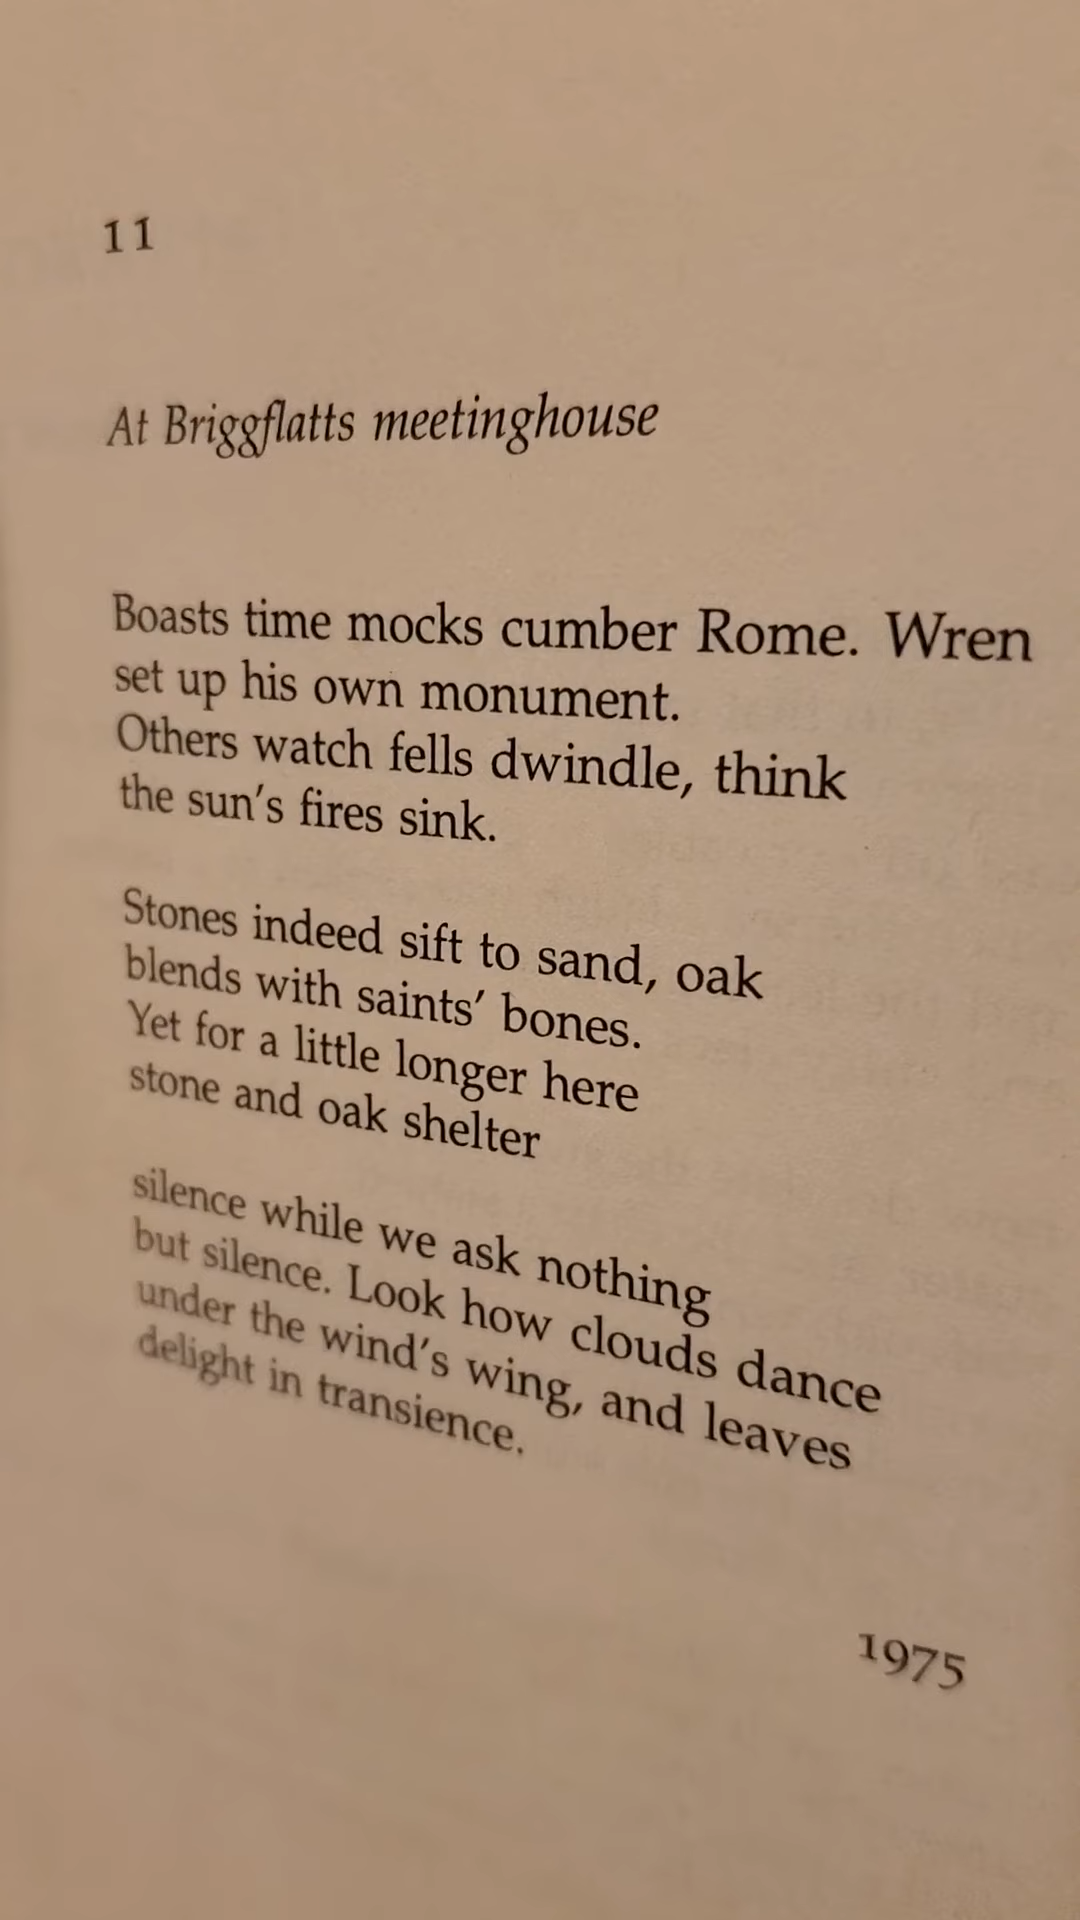 11
At Briggflatts meetinghouse
Boasts time mocks cumber Rome. Wren
set up his own monument.
Others watch fells dwindle, think
the sun's fires sink.
Stones indeed sift to sand, oak
blends with saints' bones.
Yet for a little longer here
stone and oak shelter
silence while we ask nothing
but silence. Look how clouds dance
under the wind's wing, and leaves
delight in transience.
1975